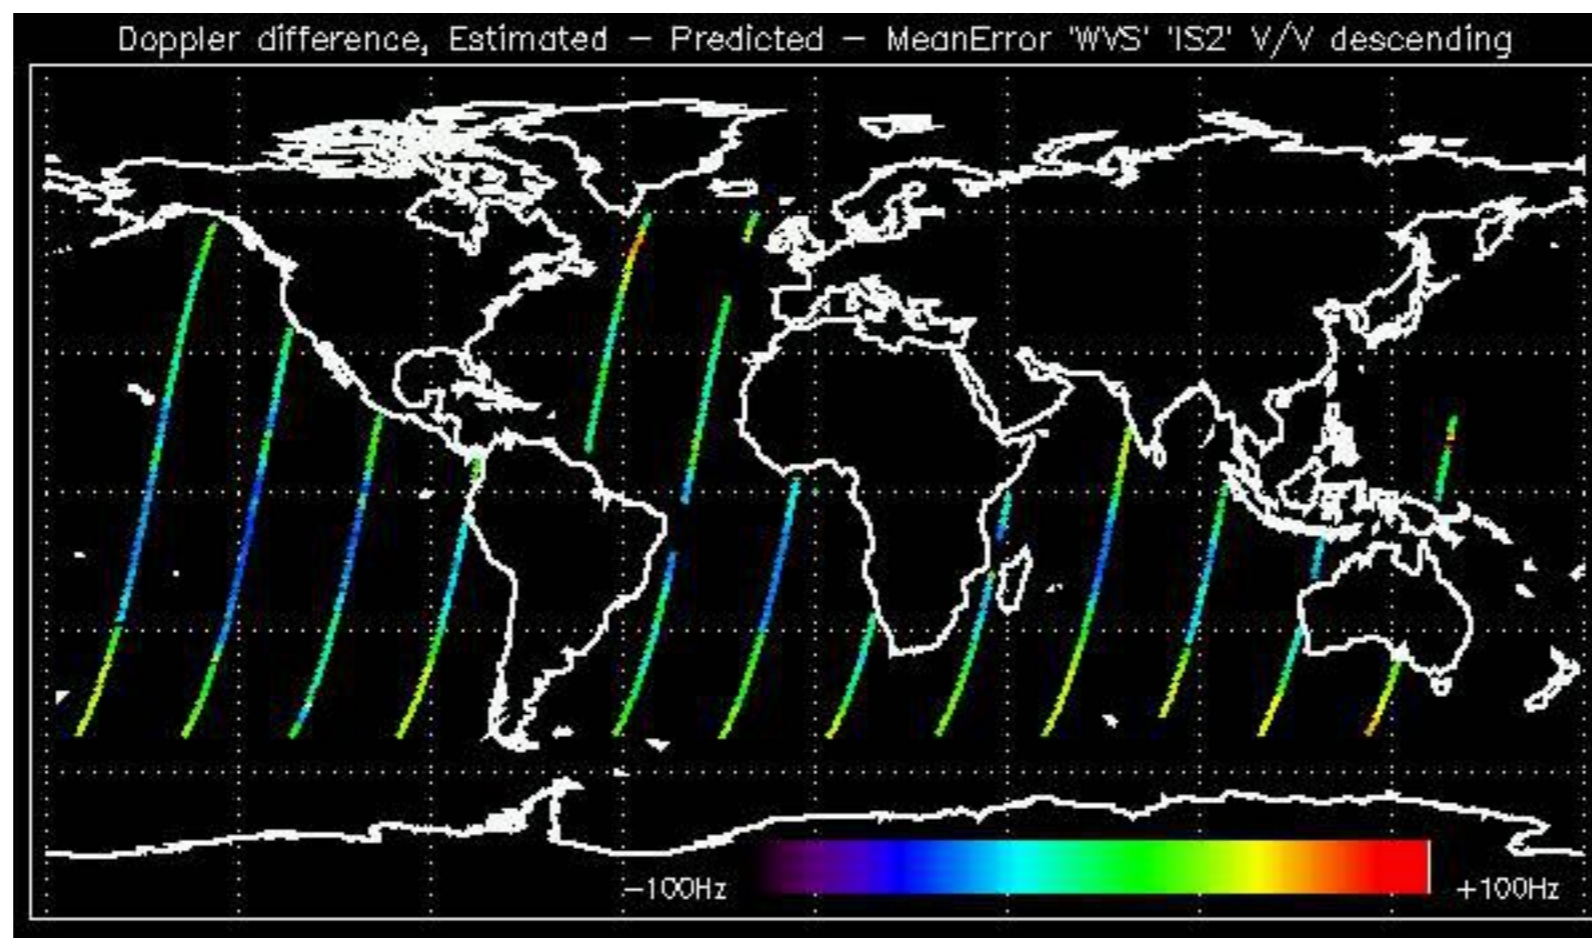 Doppler difference, Estimated – Predicted – MeanError 'WVS' 'IS2' V/V descending
–100Hz
+100Hz